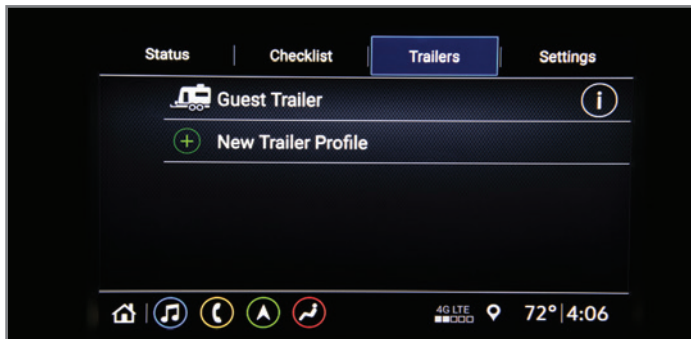 Status Checklist Trailers Settings
Guest Trailer i
New Trailer Profile
4G LTE 72° 4:06